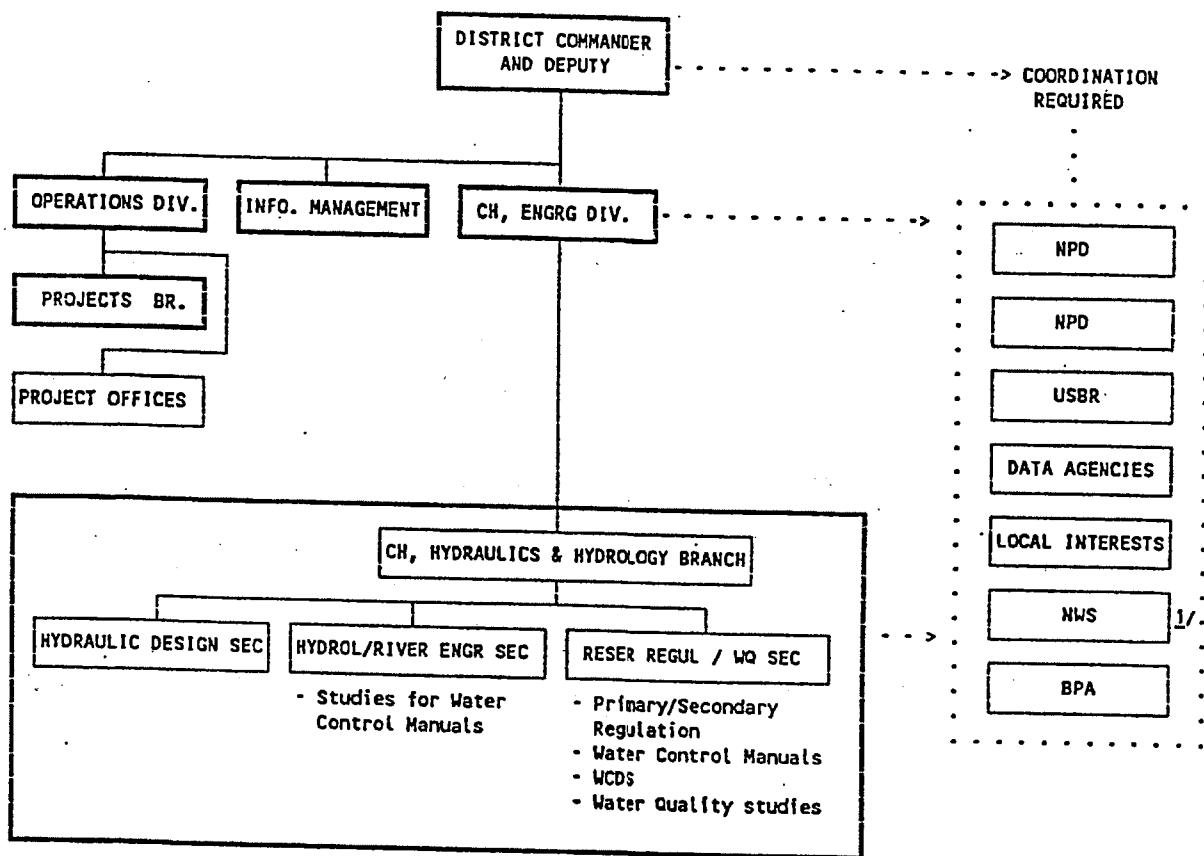 DISTRICT COMMANDER
AND DEPUTY
COORDINATION
REQUIRED
OPERATIONS DIV.
INFO. MANAGEMENT
CH, ENGRG DIV.
PROJECTS BR.
PROJECT OFFICES
NPD
NPD
USBR
DATA AGENCIES
LOCAL INTERESTS
NWS 1/
BPA
CH, HYDRAULICS & HYDROLOGY BRANCH
HYDRAULIC DESIGN SEC
HYDROL/RIVER ENGR SEC
- Studies for Water
Control Manuals
RESER REGUL / WQ SEC
- Primary/Secondary
Regulation
- Water Control Manuals
- WCDS
- Water Quality studies